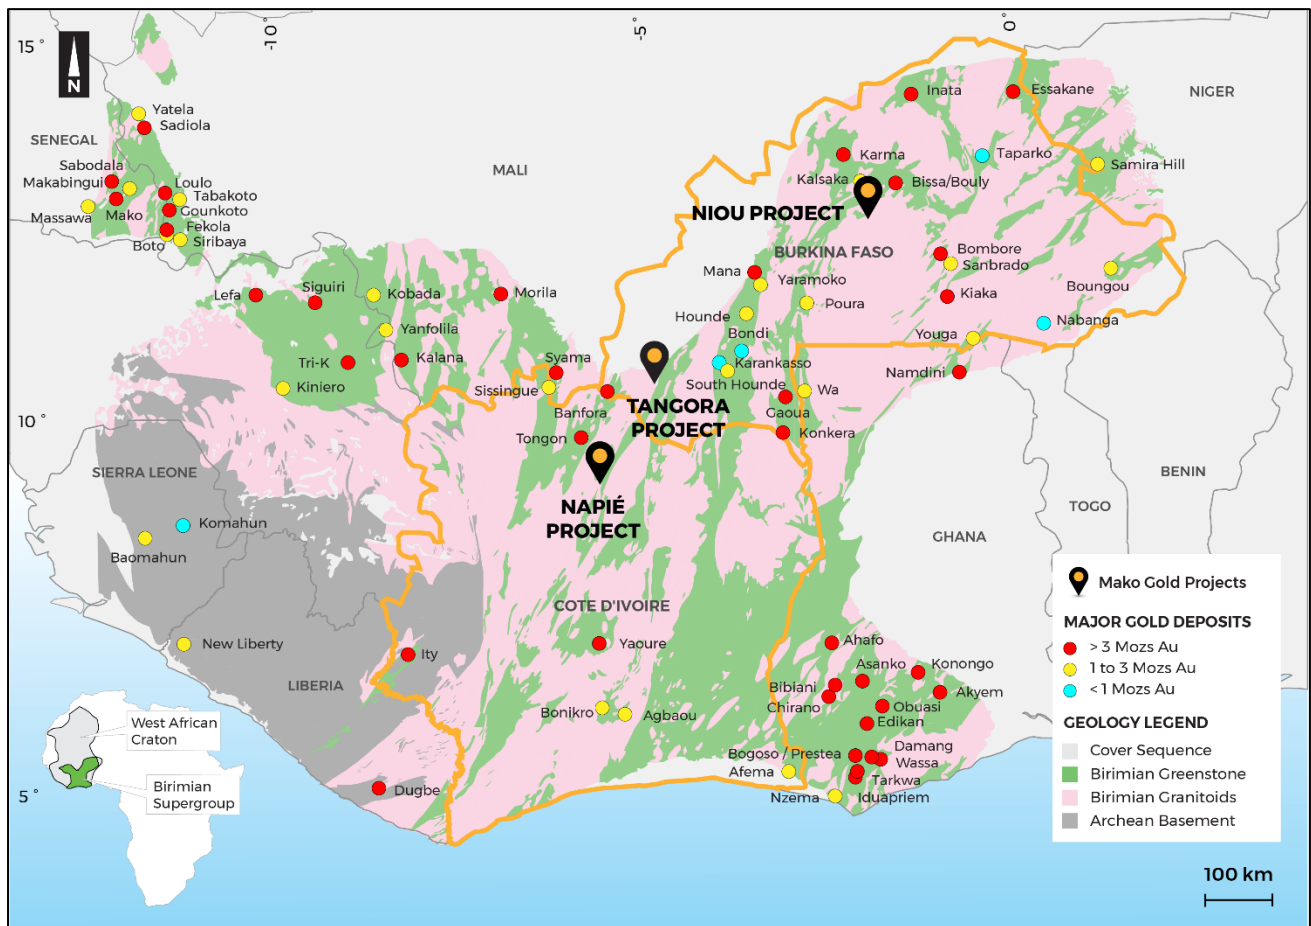 -10°
-5°
0°
15°
N
Yatela
Sadiola
SENEGAL
Sabodala
Makabingui
Loulo
Tabakoto
Massawa
Mako
Gounkoto
Fekola
Boto
Siribaya
MALI
NIGER
Inata
Essakane
Karma
Taparko
Samira Hill
Kalsaka
Bissa/Bouly
NIOU PROJECT
BURKINA FASO
Bombore
Sanbrado
Mana
Yaramoko
Kiaka
Boungou
Poura
Hounde
Nabanga
Bondi
Youga
Lefa
Siguiri
Kobada
Morila
Yanfolila
Tri-K
Kalana
Syama
Karankasso
Kiniero
Sissingue
South Hounde
Wa
Namdini
Banfora
TANGORA
PROJECT
Gaoua
10°
Tongon
Konkera
SIERRA LEONE
BENIN
NAPIÉ
PROJECT
TOGO
Komahun
GHANA
Baomahun
COTE D'IVOIRE
New Liberty
Yaoure
Ahafo
Ity
Asanko
Konongo
LIBERIA
Bibiani
Chirano
Akyem
Obuasi
Bonikro
Agbaou
Edikan
Bogoso / Prestea
Damang
Wassa
Afema
Tarkwa
Dugbe
Nzema
Iduapriem
5°
West African
Craton
Birimian
Supergroup
Mako Gold Projects
MAJOR GOLD DEPOSITS
> 3 Mozs Au
1 to 3 Mozs Au
< 1 Mozs Au
GEOLOGY LEGEND
Cover Sequence
Birimian Greenstone
Birimian Granitoids
Archean Basement
100 km